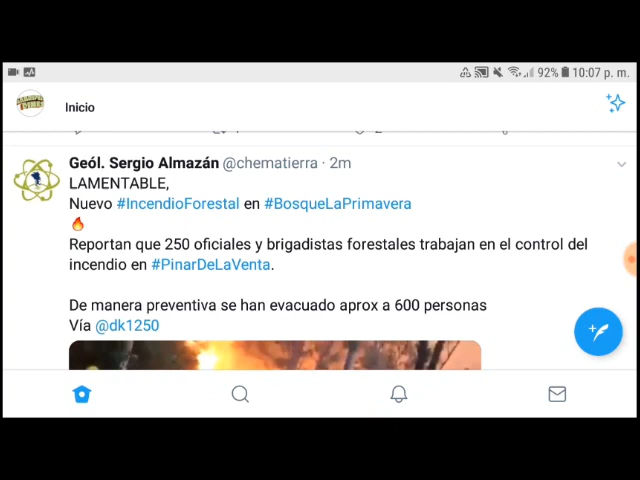 92% 10:07 p. m.
Inicio
Geól. Sergio Almazán @chematierra · 2m
LAMENTABLE,
Nuevo #IncendioForestal en #BosqueLaPrimavera
🔥
Reportan que 250 oficiales y brigadistas forestales trabajan en el control del
incendio en #PinarDeLaVenta.
De manera preventiva se han evacuado aprox a 600 personas
Vía @dk1250